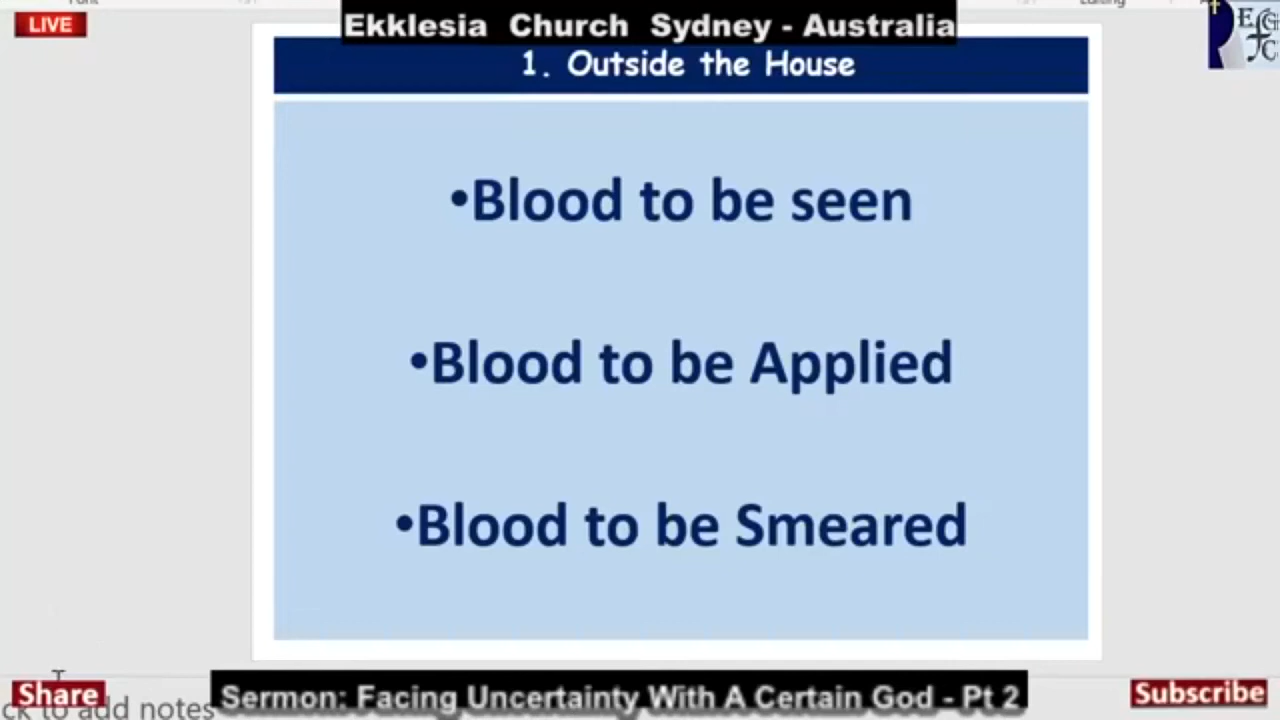 LIVE
Ekklesia Church Sydney - Australia
1. Outside the House
•Blood to be seen
•Blood to be Applied
•Blood to be Smeared
Share
ck to add notes
Sermon: Facing Uncertainty With A Certain God - Pt 2
Subscribe